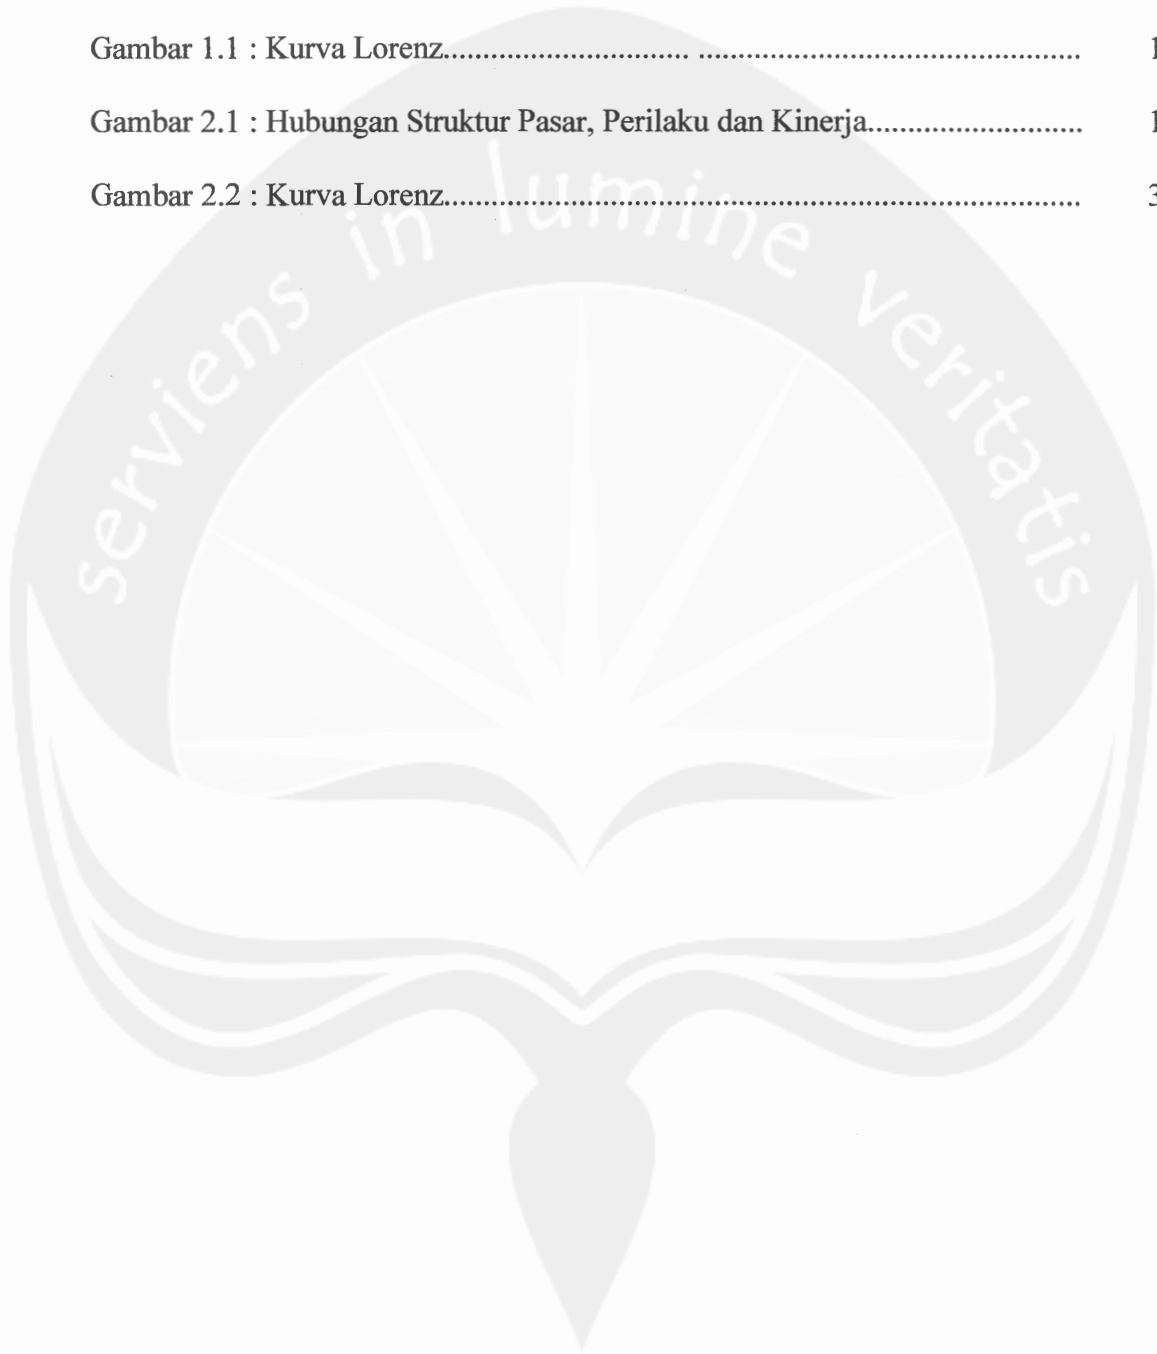 Gambar 1.1 : Kurva Lorenz............................... ................................................
Gambar 2.1 : Hubungan Struktur Pasar, Perilaku dan Kinerja...........................
Gambar 2.2 : Kurva Lorenz................................................................................
serviens in lumine veritatis